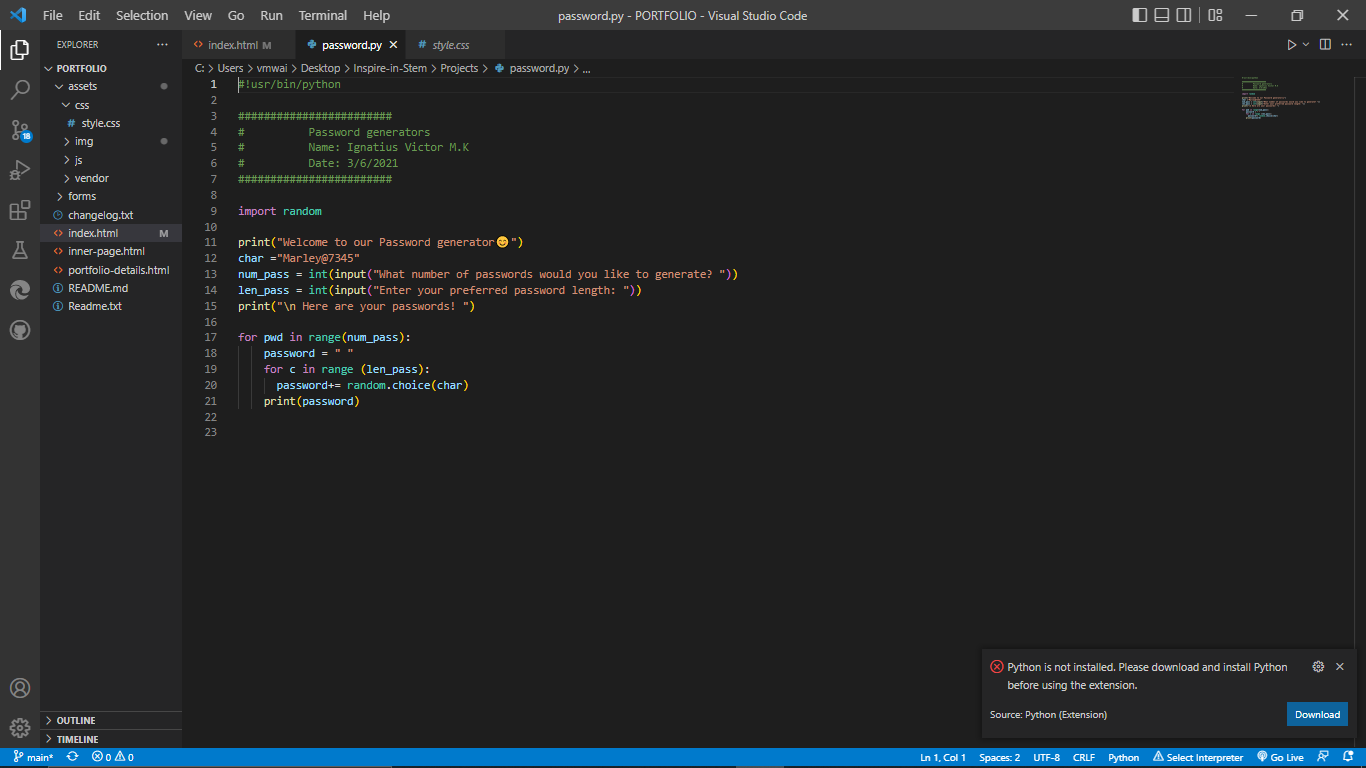 File Edit Selection View Go Run Terminal Help password.py - PORTFOLIO - Visual Studio Code
EXPLORER
index.html M
password.py
style.css
PORTFOLIO
C: > Users > vmwai > Desktop > Inspire-in-Stem > Projects > password.py > ...
assets
css
style.css
img
js
vendor
forms
changelog.txt
index.html M
inner-page.html
portfolio-details.html
README.md
Readme.txt
18
1 #!usr/bin/python
2
3 ########################
4 # Password generators
5 # Name: Ignatius Victor M.K
6 # Date: 3/6/2021
7 ########################
8
9 import random
10
11 print("Welcome to our Password generator😊")
12 char ="Marley@7345"
13 num_pass = int(input("What number of passwords would you like to generate? "))
14 len_pass = int(input("Enter your preferred password length: "))
15 print("\n Here are your passwords! ")
16
17 for pwd in range(num_pass):
18 password = " "
19 for c in range (len_pass):
20 password+= random.choice(char)
21 print(password)
22
23
Python is not installed. Please download and install Python
before using the extension.
Source: Python (Extension)
Download
OUTLINE
TIMELINE
main* 0 0 Ln 1, Col 1 Spaces: 2 UTF-8 CRLF Python Select Interpreter Go Live